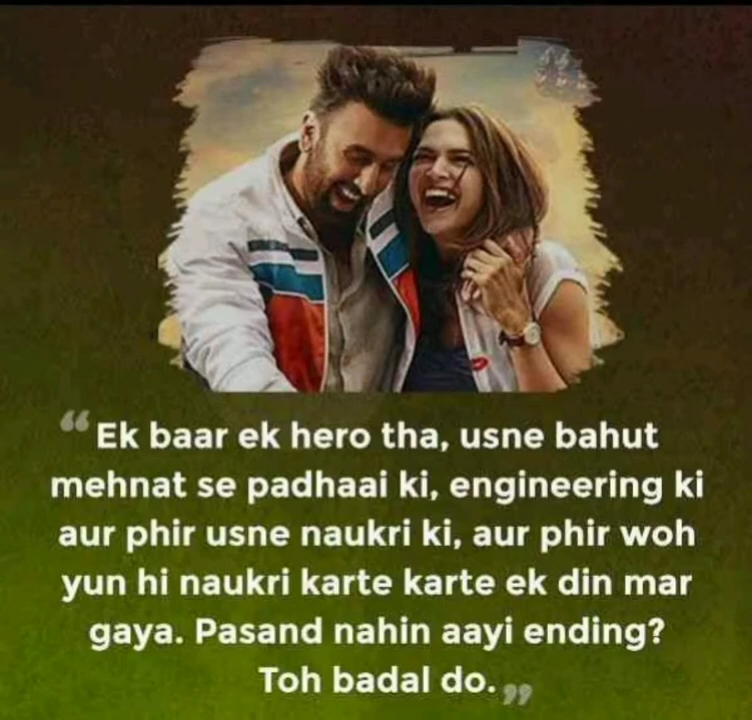 “ Ek baar ek hero tha, usne bahut
mehnat se padhaai ki, engineering ki
aur phir usne naukri ki, aur phir woh
yun hi naukri karte karte ek din mar
gaya. Pasand nahin aayi ending?
Toh badal do. ”